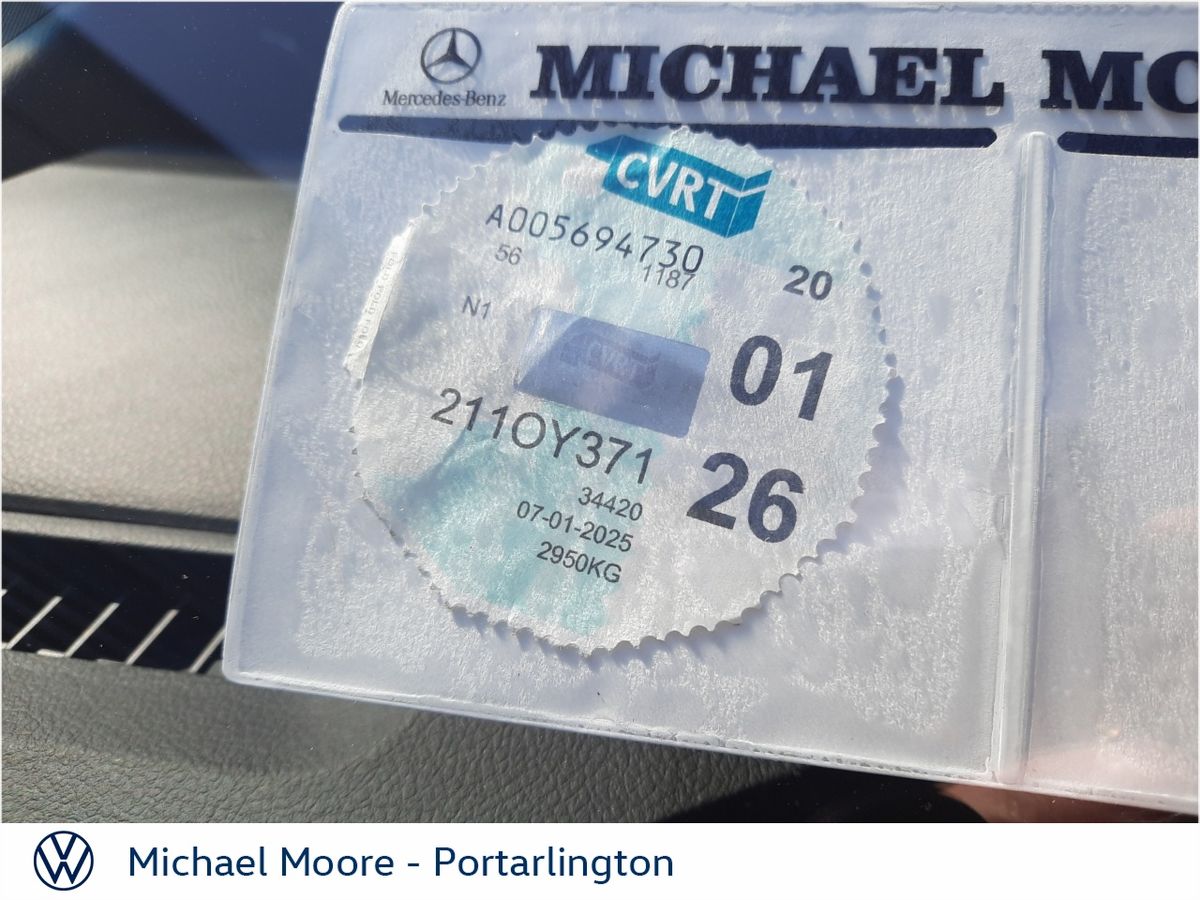 Mercedes-Benz
MICHAEL MO
CVRT
A005694730
56
1187
20
N1
CVRT
01
211OY371
26
34420
07-01-2025
2950KG
Michael Moore - Portarlington